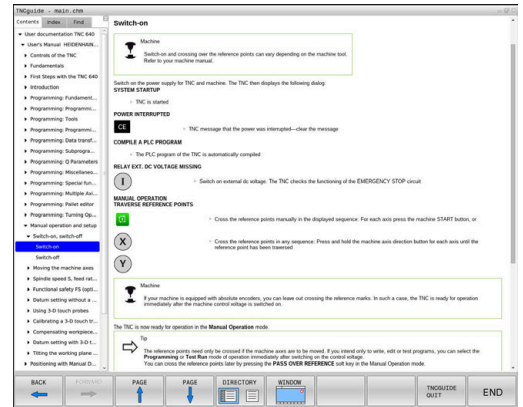 TNCguide - main.chm
Contents Index Find
User documentation TNC 640
User's Manual HEIDENHAIN...
Controls of the TNC
Fundamentals
First Steps with the TNC 640
Introduction
Programming: Fundament...
Programming: Programmi...
Programming: Tools
Programming: Programmi...
Programming: Data transf...
Programming: Subprogra...
Programming: Q Parameters
Programming: Miscellaneo...
Programming: Special fun...
Programming: Multiple Axi...
Programming: Pallet editor
Programming: Turning Op...
Manual operation and setup
Switch-on, switch-off
Switch-on
Switch-off
Moving the machine axes
Spindle speed S, feed rat...
Functional safety FS (opti...
Datum setting without a ...
Using 3-D touch probes
Calibrating a 3-D touch tr...
Compensating workpiece...
Datum setting with 3-D t...
Tilting the working plane ...
Positioning with Manual D...
Switch-on
Machine
Switch-on and crossing over the reference points can vary depending on the machine tool.
Refer to your machine manual.
Switch on the power supply for TNC and machine. The TNC then displays the following dialog:
SYSTEM STARTUP
TNC is started
POWER INTERRUPTED
CE
TNC message that the power was interrupted—clear the message
COMPILE A PLC PROGRAM
The PLC program of the TNC is automatically compiled
RELAY EXT. DC VOLTAGE MISSING
I
Switch on external dc voltage. The TNC checks the functioning of the EMERGENCY STOP circuit
MANUAL OPERATION
TRAVERSE REFERENCE POINTS
Cross the reference points manually in the displayed sequence: For each axis press the machine START button, or
X
Cross the reference points in any sequence: Press and hold the machine axis direction button for each axis until the
reference point has been traversed
Y
Machine
If your machine is equipped with absolute encoders, you can leave out crossing the reference marks. In such a case, the TNC is ready for operation
immediately after the machine control voltage is switched on.
The TNC is now ready for operation in the Manual Operation mode.
Tip
The reference points need only be crossed if the machine axes are to be moved. If you intend only to write, edit or test programs, you can select the
Programming or Test Run mode of operation immediately after switching on the control voltage.
You can cross the reference points later by pressing the PASS OVER REFERENCE soft key in the Manual Operation mode.
BACK
FORWARD
PAGE
PAGE
DIRECTORY
WINDOW
TNCGUIDE
QUIT
END